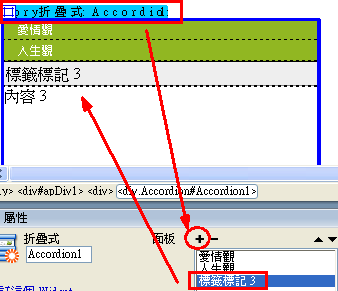 pry折疊式: Accordio
愛情觀
人生觀
標籤標記 3
內容 3
<div#apDiv1> <div> <div.Accordion#Accordion1>
屬性
折疊式
面板
Accordion1
愛情觀
人生觀
標籤標記 3
Widget